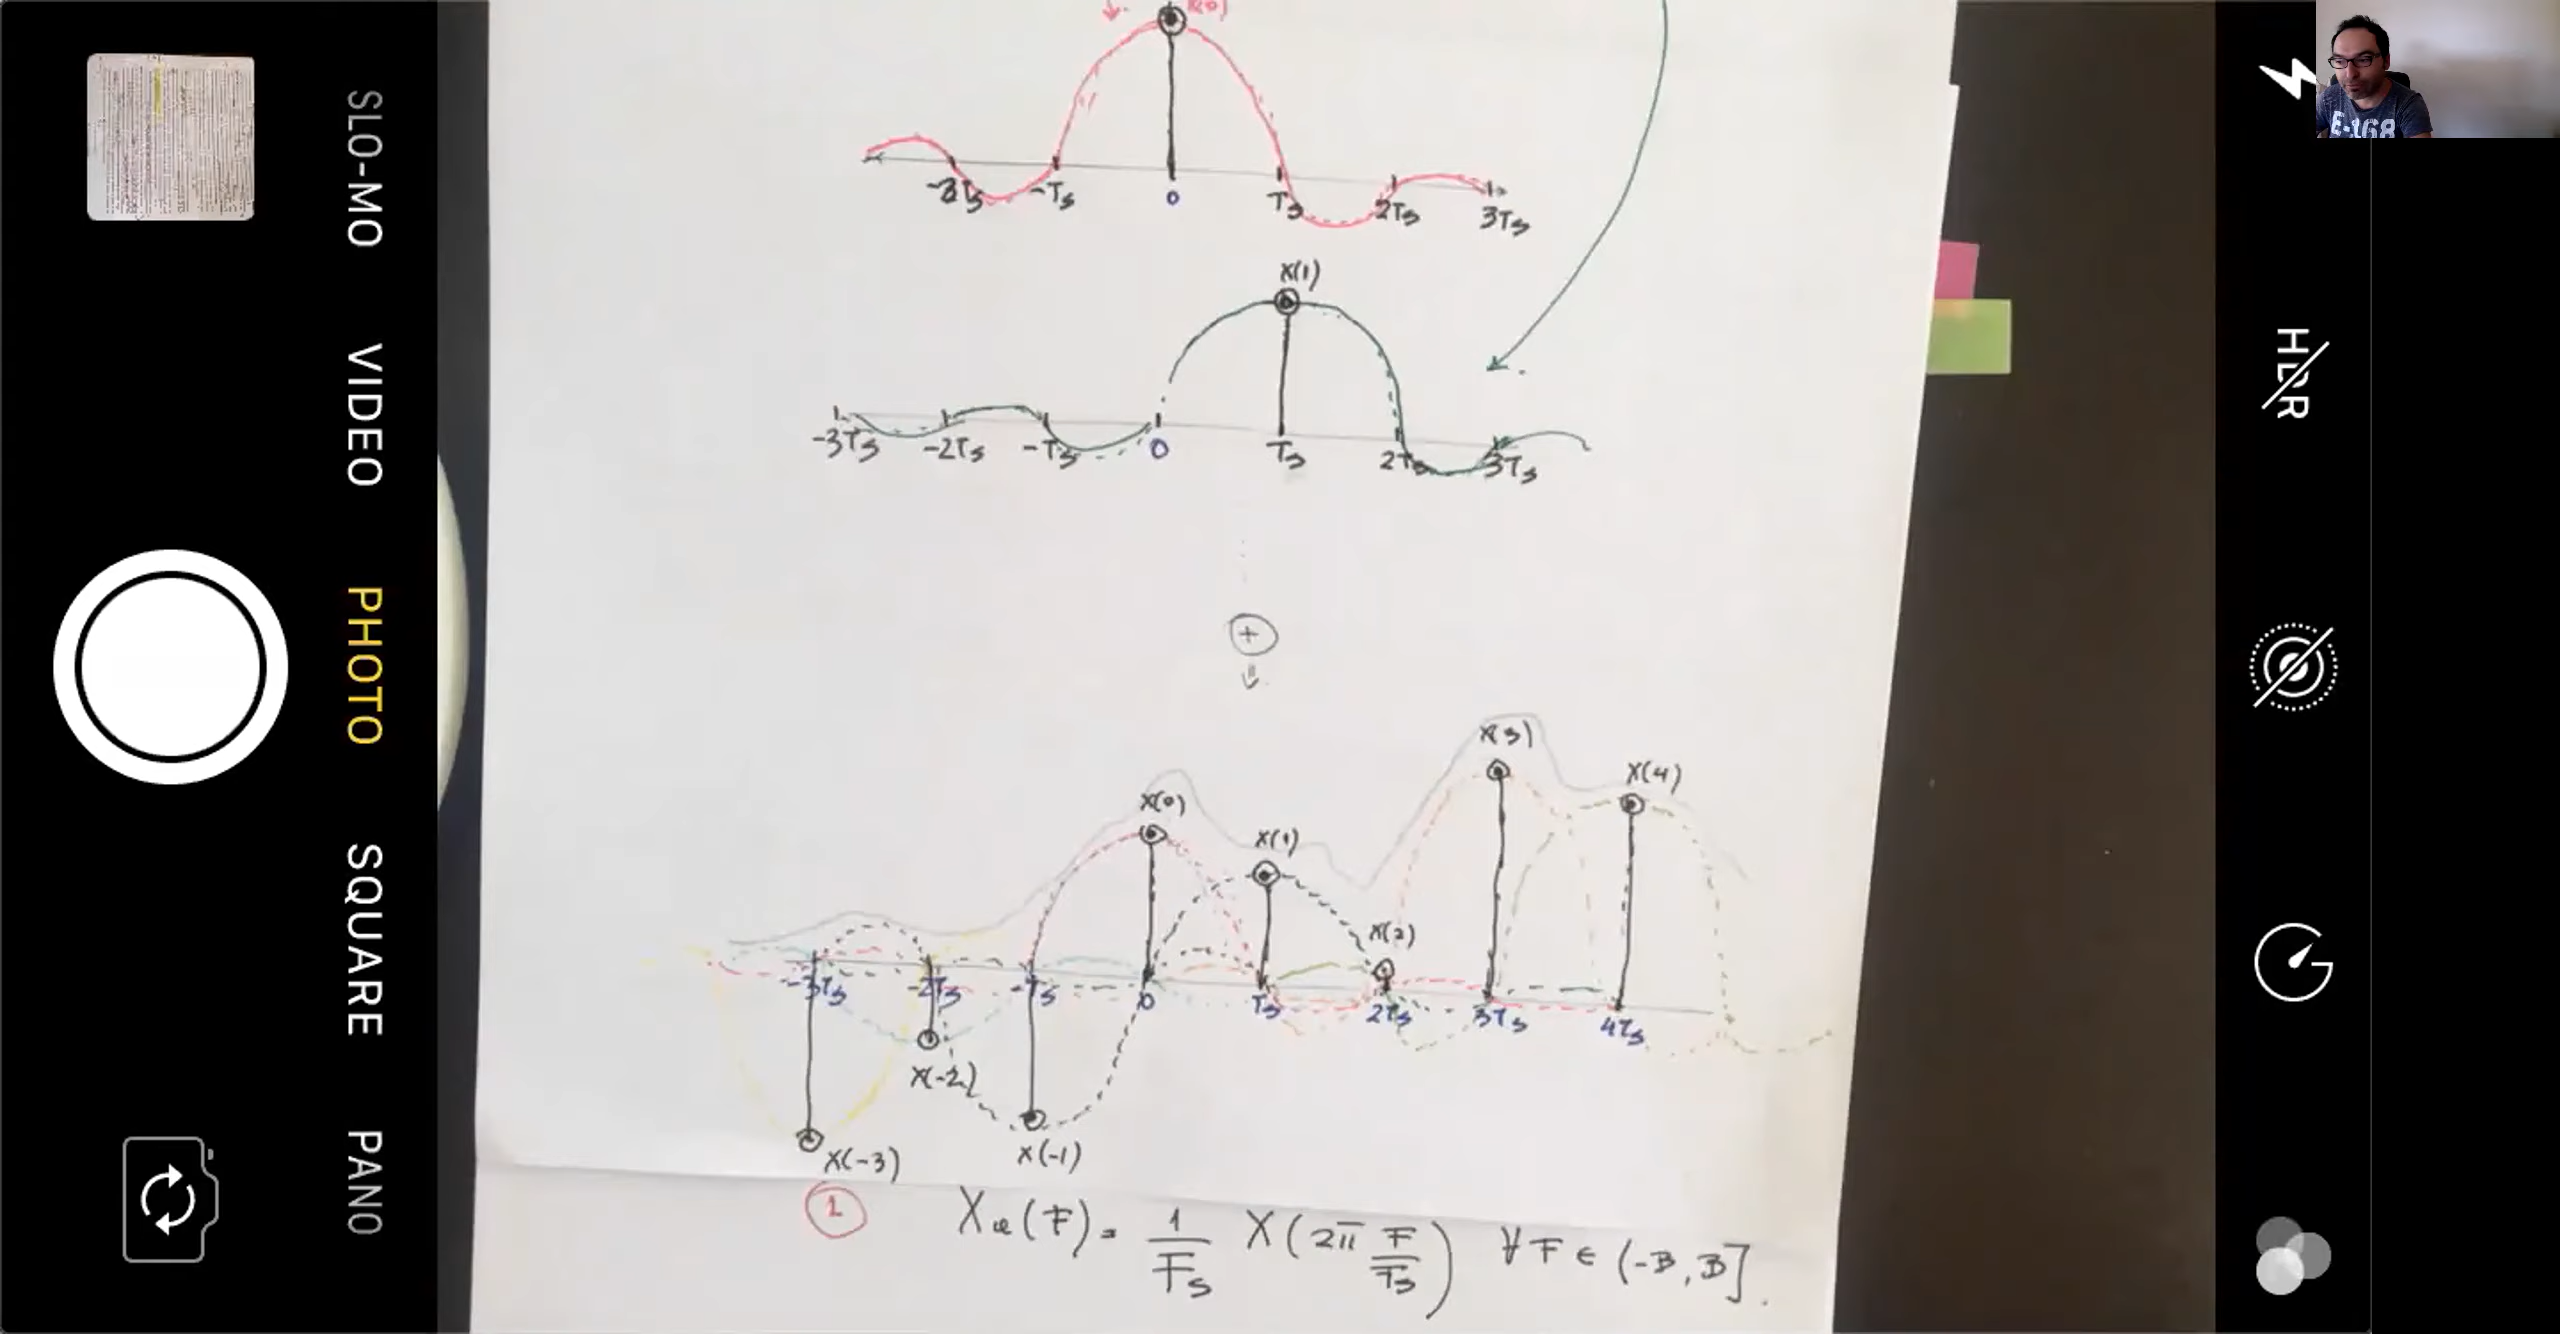 X(0)
-3Ts -Ts 0 Ts 2Ts 3Ts
X(1)
-3Ts -2Ts -Ts 0 Ts 2Ts 3Ts
+
X(3)
X(4)
X(0)
X(1)
X(2)
-3Ts -2Ts -Ts 0 Ts 2Ts 3Ts 4Ts
X(-2)
X(-1)
X(-3)
1 Xa(F) = 1/Fs X(2π F/Fs) ∀ F ∈ (-B, B].
SLO-MO
VIDEO
PHOTO
SQUARE
PANO
HDR
E-168